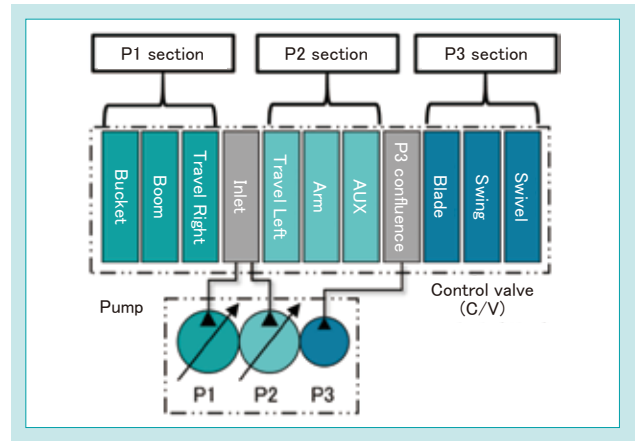 P1 section
P2 section
P3 section
Bucket
Boom
Travel Right
Inlet
Travel Left
Arm
AUX
P3 confluence
Blade
Swing
Swivel
Pump
Control valve
(C/V)
P1
P2
P3